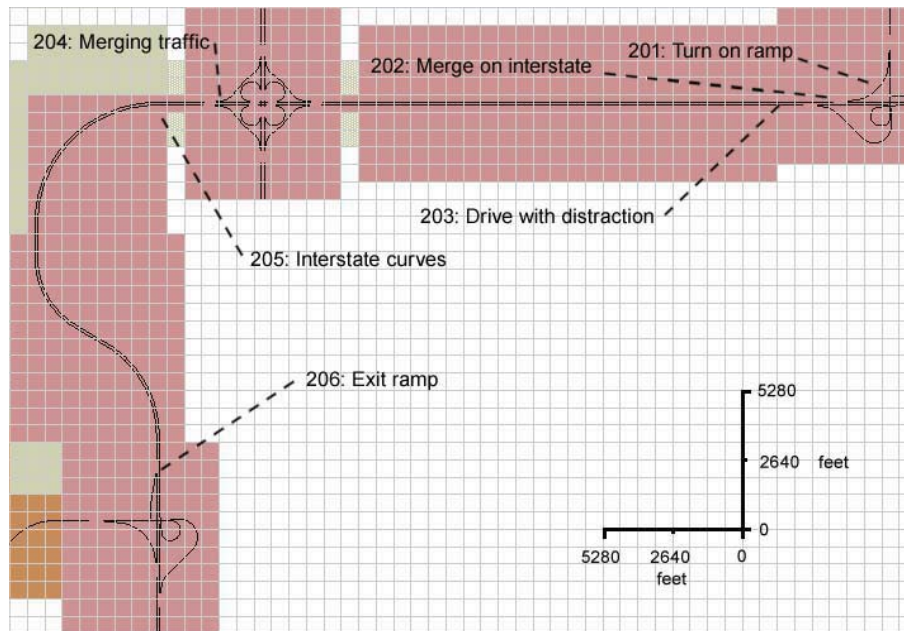 204: Merging traffic
201: Turn on ramp
202: Merge on interstate
203: Drive with distraction
205: Interstate curves
206: Exit ramp
5280
2640 feet
0
5280 2640 0
feet